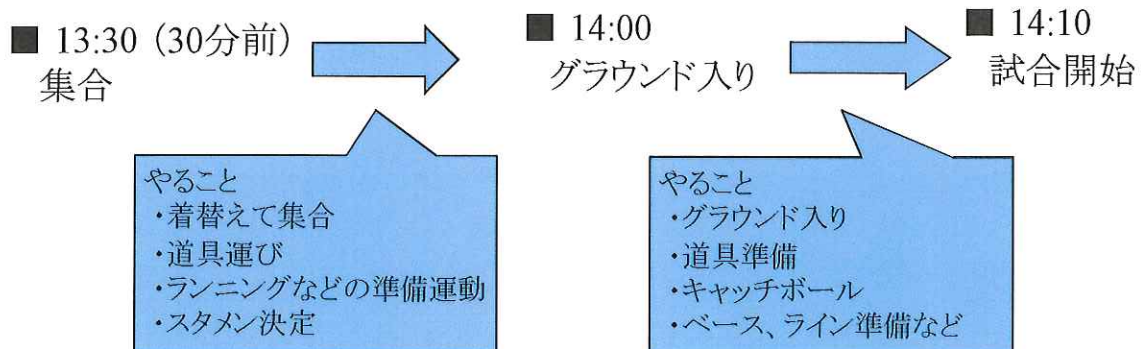 ■ 13:30 (30分前)
集合
■ 14:00
グラウンド入り
■ 14:10
試合開始
やること
・着替えて集合
・道具運び
・ランニングなどの準備運動
・スタメン決定
やること
・グラウンド入り
・道具準備
・キャッチボール
・ベース、ライン準備など